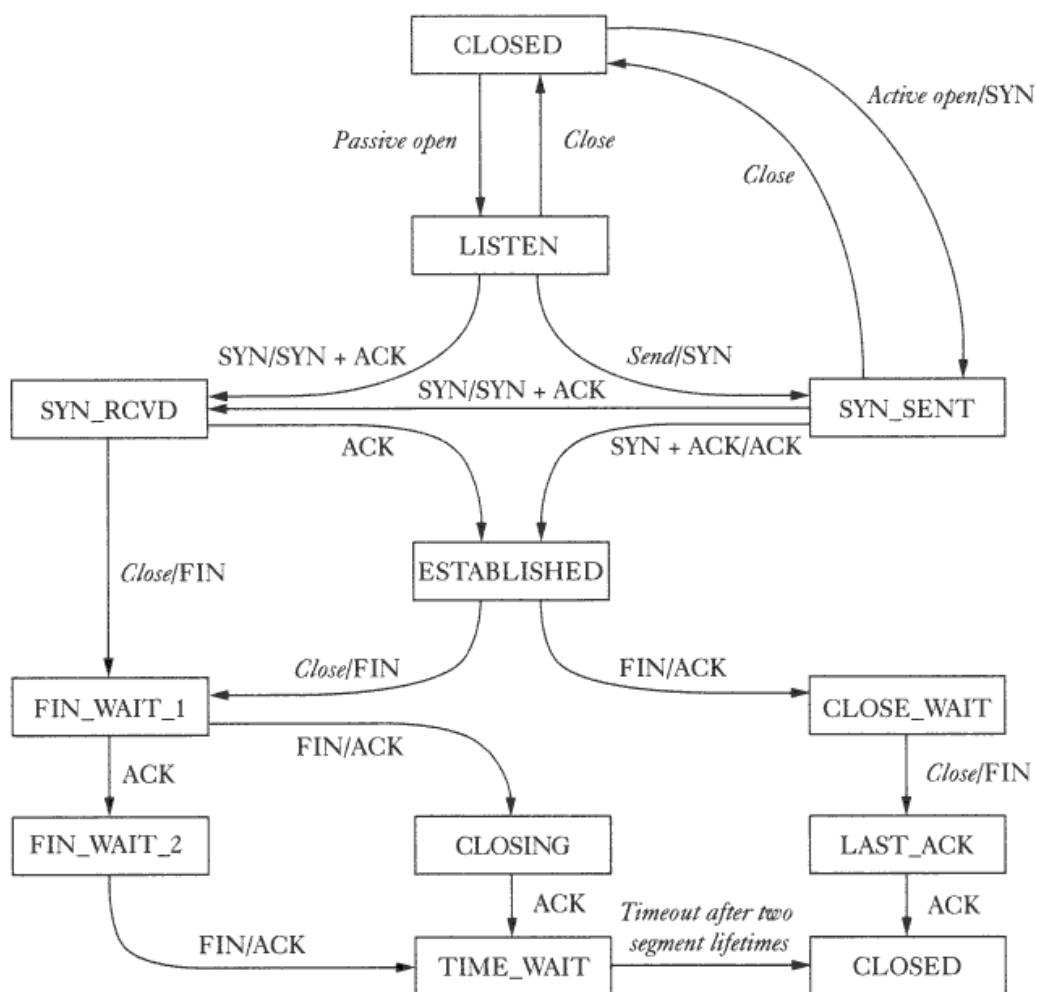 CLOSED
Active open/SYN
Passive open
Close
Close
LISTEN
SYN/SYN + ACK
Send/SYN
SYN/SYN + ACK
SYN_RCVD
SYN_SENT
ACK
SYN + ACK/ACK
ESTABLISHED
Close/FIN
Close/FIN
FIN/ACK
FIN_WAIT_1
CLOSE_WAIT
FIN/ACK
ACK
Close/FIN
FIN_WAIT_2
CLOSING
LAST_ACK
ACK
Timeout after two
segment lifetimes
ACK
FIN/ACK
TIME_WAIT
CLOSED